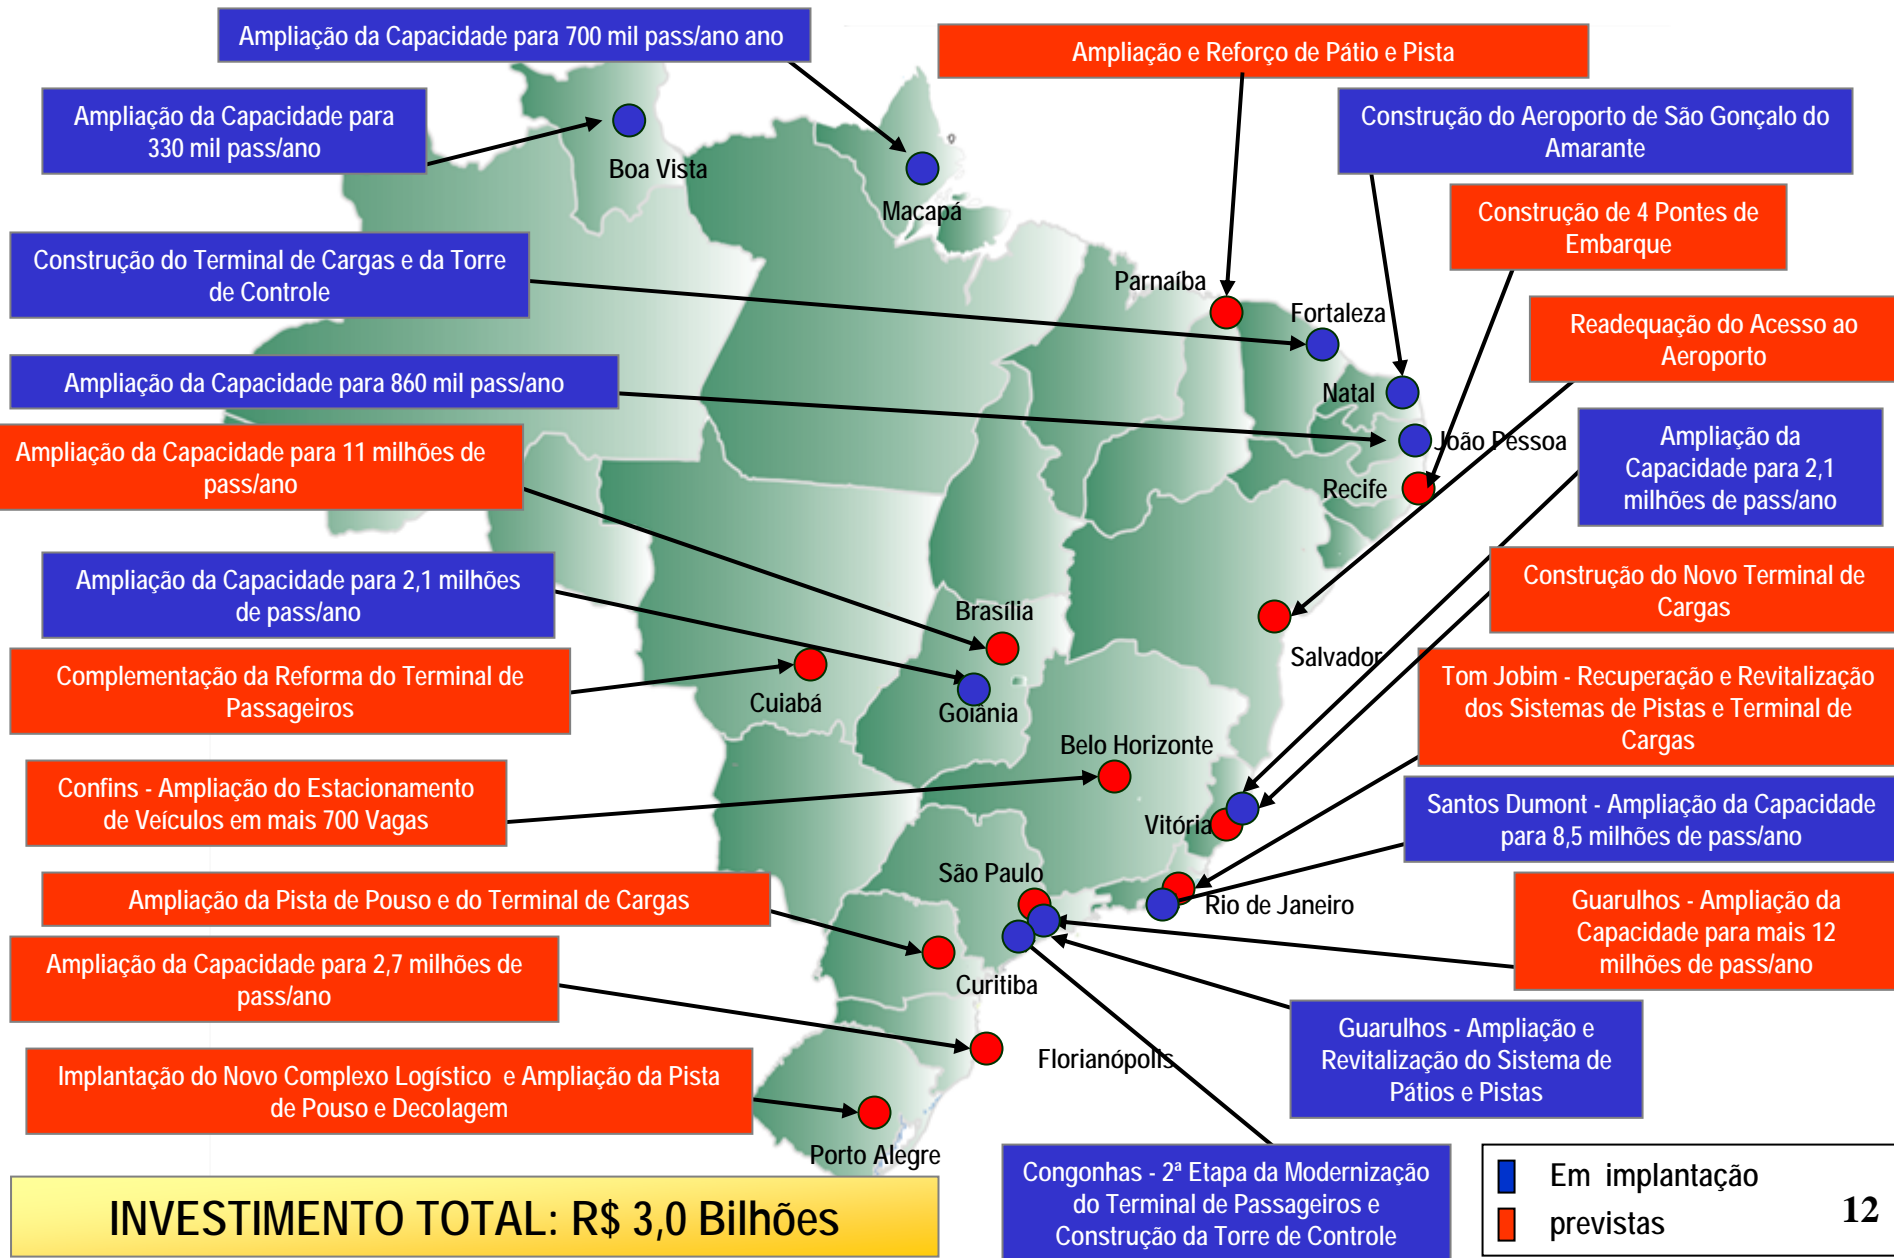 Ampliação da Capacidade para 700 mil pass/ano ano
Ampliação e Reforço de Pátio e Pista
Ampliação da Capacidade para
330 mil pass/ano
Construção do Aeroporto de São Gonçalo do
Amarante
Boa Vista
Macapá
Construção de 4 Pontes de
Embarque
Construção do Terminal de Cargas e da Torre
de Controle
Parnaíba
Fortaleza
Readequação do Acesso ao
Aeroporto
Ampliação da Capacidade para 860 mil pass/ano
Natal
João Pessoa
Ampliação da
Capacidade para 2,1
milhões de pass/ano
Ampliação da Capacidade para 11 milhões de
pass/ano
Recife
Ampliação da Capacidade para 2,1 milhões
de pass/ano
Brasília
Construção do Novo Terminal de
Cargas
Salvador
Complementação da Reforma do Terminal de
Passageiros
Cuiabá
Goiânia
Tom Jobim - Recuperação e Revitalização
dos Sistemas de Pistas e Terminal de
Cargas
Belo Horizonte
Confins - Ampliação do Estacionamento
de Veículos em mais 700 Vagas
Vitória
Santos Dumont - Ampliação da Capacidade
para 8,5 milhões de pass/ano
São Paulo
Rio de Janeiro
Ampliação da Pista de Pouso e do Terminal de Cargas
Guarulhos - Ampliação da
Capacidade para mais 12
milhões de pass/ano
Ampliação da Capacidade para 2,7 milhões de
pass/ano
Curitiba
Guarulhos - Ampliação e
Revitalização do Sistema de
Pátios e Pistas
Florianópolis
Implantação do Novo Complexo Logístico e Ampliação da Pista
de Pouso e Decolagem
Porto Alegre
Congonhas - 2ª Etapa da Modernização
do Terminal de Passageiros e
Construção da Torre de Controle
INVESTIMENTO TOTAL: R$ 3,0 Bilhões
Em implantação
previstas
12